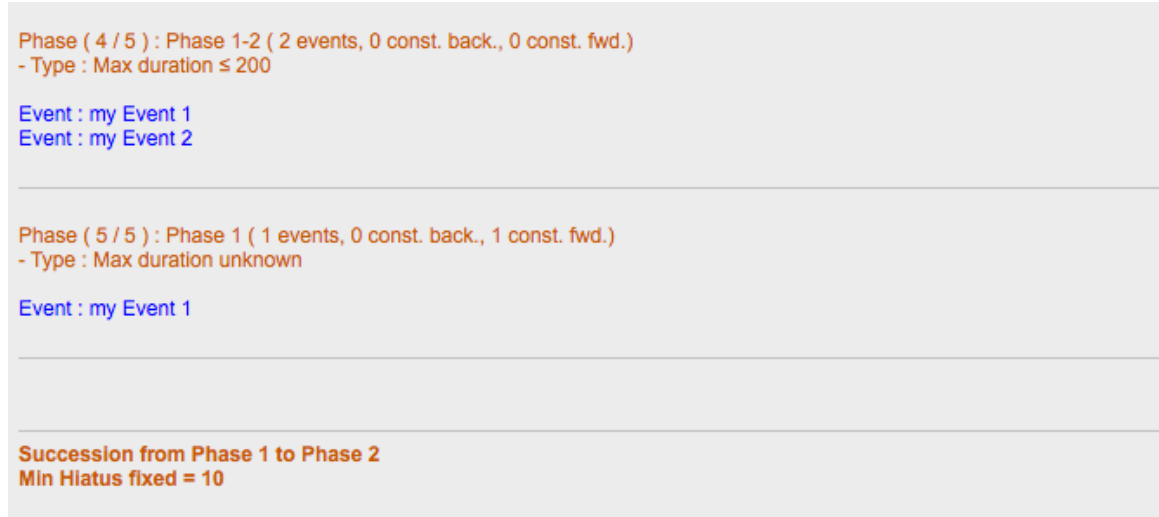 Phase ( 4 / 5 ) : Phase 1-2 ( 2 events, 0 const. back., 0 const. fwd.)
- Type : Max duration ≤ 200
Event : my Event 1
Event : my Event 2
Phase ( 5 / 5 ) : Phase 1 ( 1 events, 0 const. back., 1 const. fwd.)
- Type : Max duration unknown
Event : my Event 1
Succession from Phase 1 to Phase 2
Min Hiatus fixed = 10